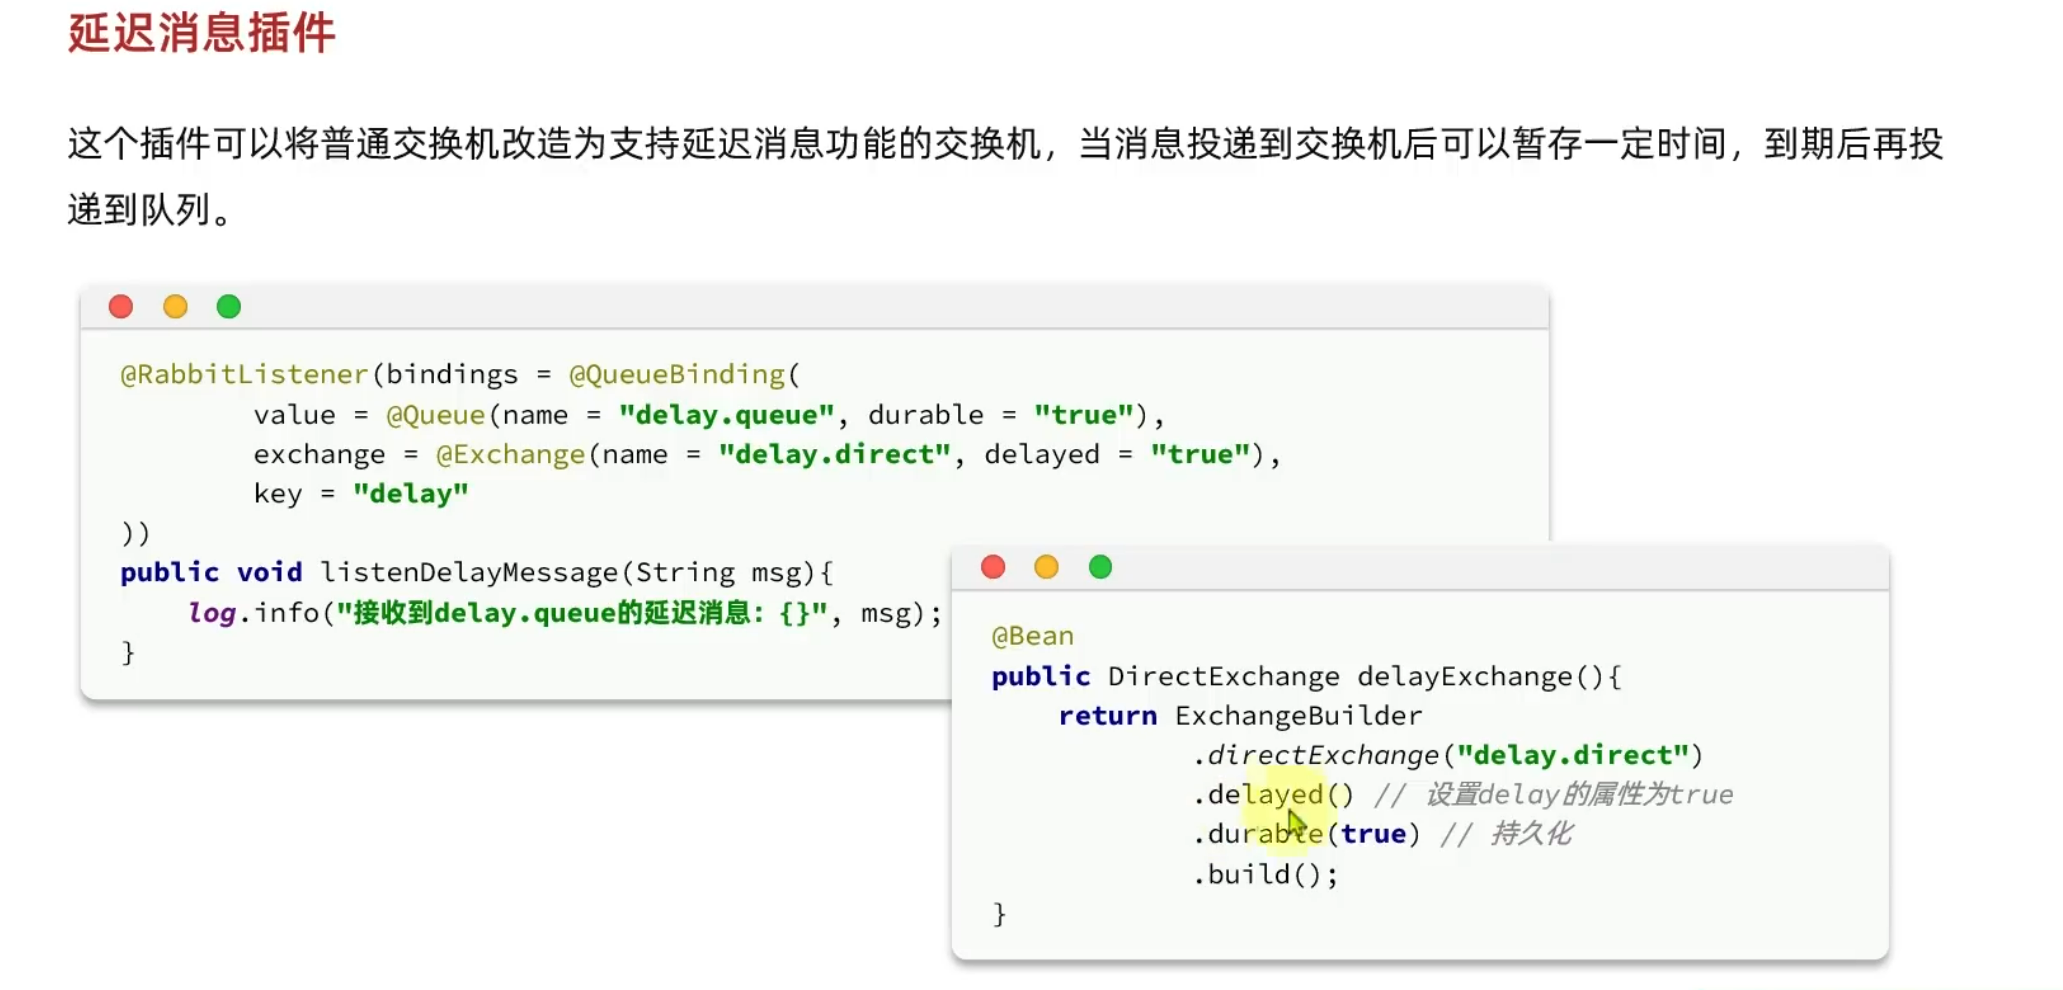 延迟消息插件
这个插件可以将普通交换机改造为支持延迟消息功能的交换机，当消息投递到交换机后可以暂存一定时间，到期后再投
递到队列。
@RabbitListener(bindings = @QueueBinding(
value = @Queue(name = "delay.queue", durable = "true"),
exchange = @Exchange(name = "delay.direct", delayed = "true"),
key = "delay"
))
public void listenDelayMessage(String msg){
log.info("接收到delay.queue的延迟消息：{}", msg);
}
@Bean
public DirectExchange delayExchange(){
return ExchangeBuilder
.directExchange("delay.direct")
.delayed() // 设置delay的属性为true
.durable(true) // 持久化
.build();
}